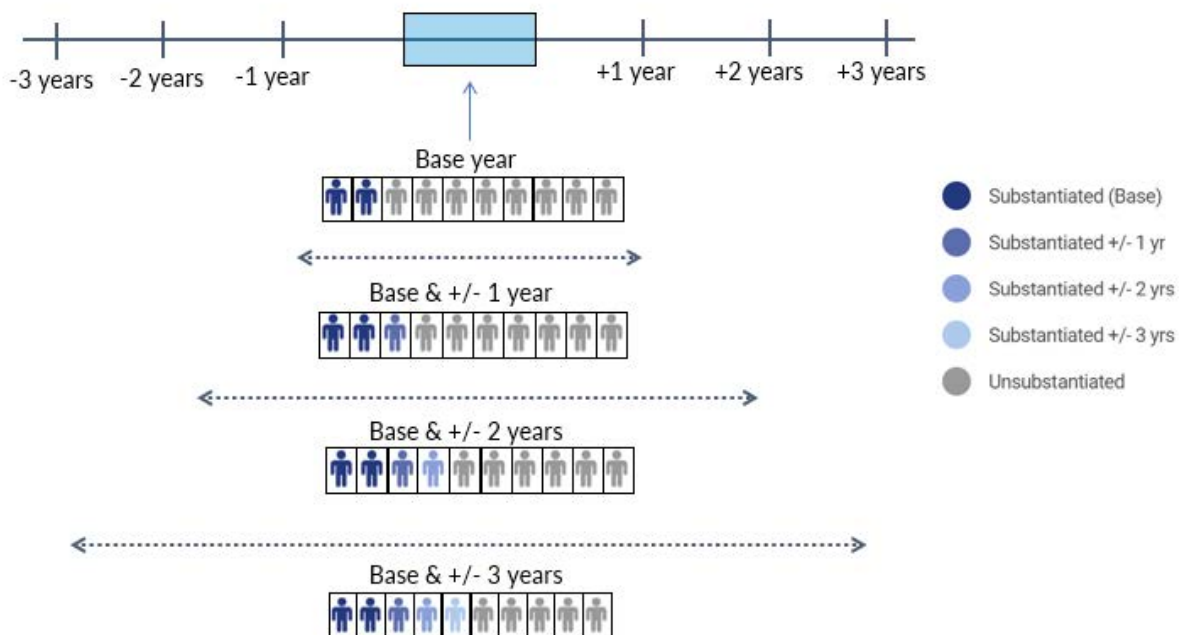 -3 years
-2 years
-1 year
+1 year
+2 years
+3 years
Base year
Base & +/- 1 year
Base & +/- 2 years
Base & +/- 3 years
Substantiated (Base)
Substantiated +/- 1 yr
Substantiated +/- 2 yrs
Substantiated +/- 3 yrs
Unsubstantiated